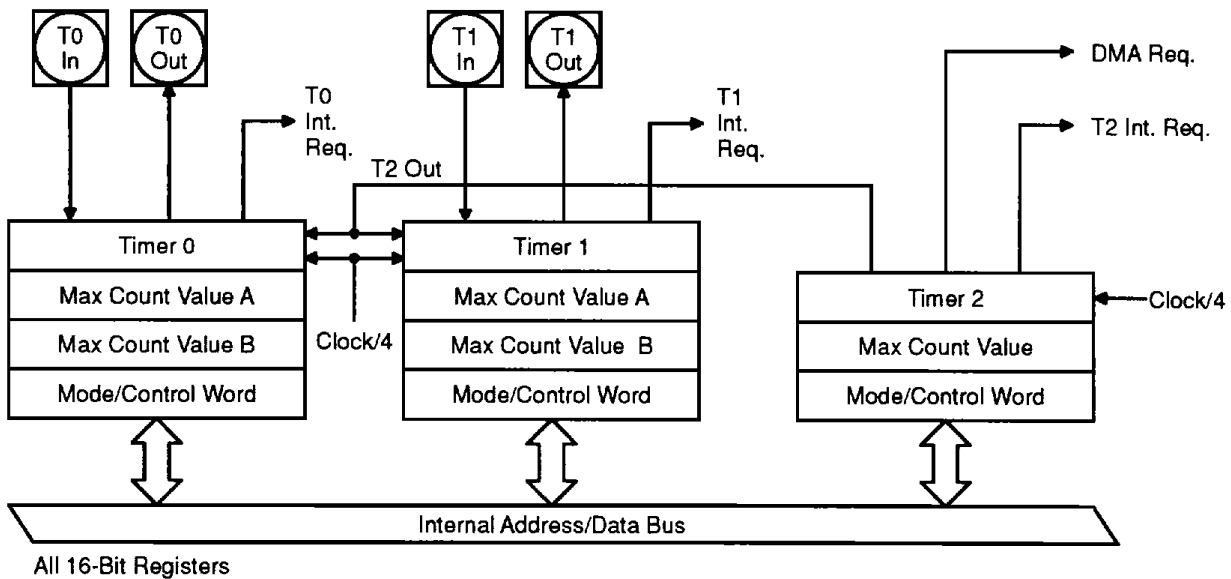 T0
In
T0
Out
T1
In
T1
Out
DMA Req.
T0
Int.
Req.
T1
Int.
Req.
T2 Int. Req.
T2 Out
Timer 0
Timer 1
Max Count Value A
Max Count Value A
Timer 2
Clock/4
Max Count Value B
Clock/4
Max Count Value B
Max Count Value
Mode/Control Word
Mode/Control Word
Mode/Control Word
Internal Address/Data Bus
All 16-Bit Registers